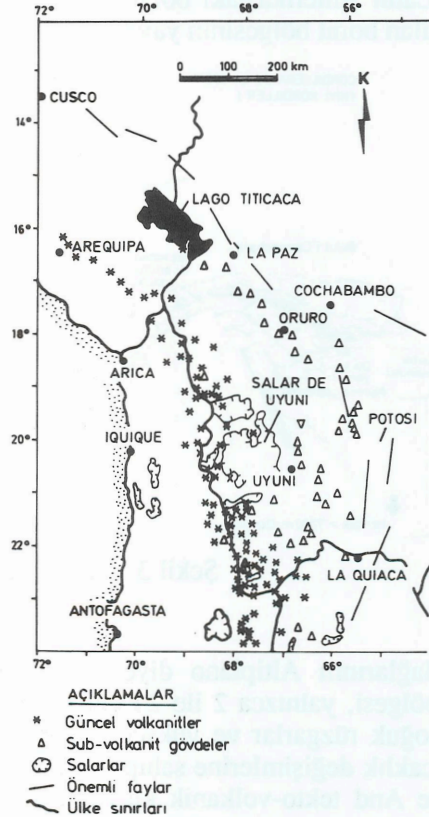 72°
70°
68°
66°
0 100 200 km
K
CUSCO
14°
LAGO TITICACA
16°
AREQUIPA
LA PAZ
COCHABAMBO
ORURO
18°
ARICA
SALAR DE
UYUNI
POTOSI
20°
IQUIQUE
UYUNI
22°
LA QUIACA
ANTOFAGASTA
72°
70°
68°
66°
AÇIKLAMALAR
Güncel volkanitler
Sub-volkanit gövdeler
Salarlar
Önemli faylar
Ülke sınırları